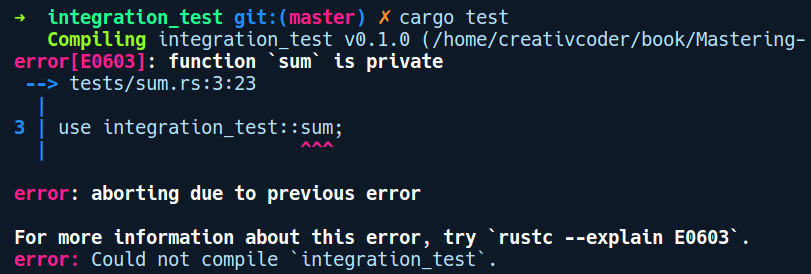 → integration_test git:(master) ✗ cargo test
Compiling integration_test v0.1.0 (/home/creativcoder/book/Mastering-
error[E0603]: function `sum` is private
--> tests/sum.rs:3:23
|
3 | use integration_test::sum;
| ^^^
error: aborting due to previous error
For more information about this error, try `rustc --explain E0603`.
error: Could not compile `integration_test`.